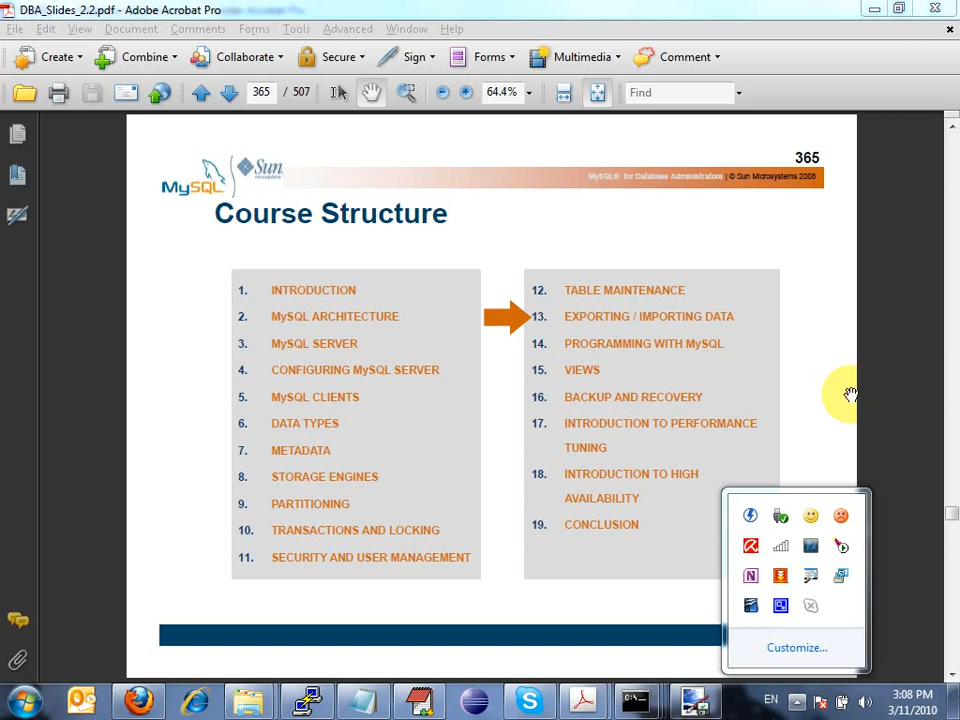 DBA_Slides_2.2.pdf - Adobe Acrobat Pro
File Edit View Document Comments Forms Tools Advanced Window Help
Create Combine Collaborate Secure Sign Forms Multimedia Comment
365 / 507 64.4% Find
365
MySQL Sun microsystems
MySQL® for Database Administrators | © Sun Microsystems 2008
Course Structure
1. INTRODUCTION
2. MySQL ARCHITECTURE
3. MySQL SERVER
4. CONFIGURING MySQL SERVER
5. MySQL CLIENTS
6. DATA TYPES
7. METADATA
8. STORAGE ENGINES
9. PARTITIONING
10. TRANSACTIONS AND LOCKING
11. SECURITY AND USER MANAGEMENT
12. TABLE MAINTENANCE
13. EXPORTING / IMPORTING DATA
14. PROGRAMMING WITH MySQL
15. VIEWS
16. BACKUP AND RECOVERY
17. INTRODUCTION TO PERFORMANCE
TUNING
18. INTRODUCTION TO HIGH
AVAILABILITY
19. CONCLUSION
Customize...
EN 3:08 PM
3/11/2010